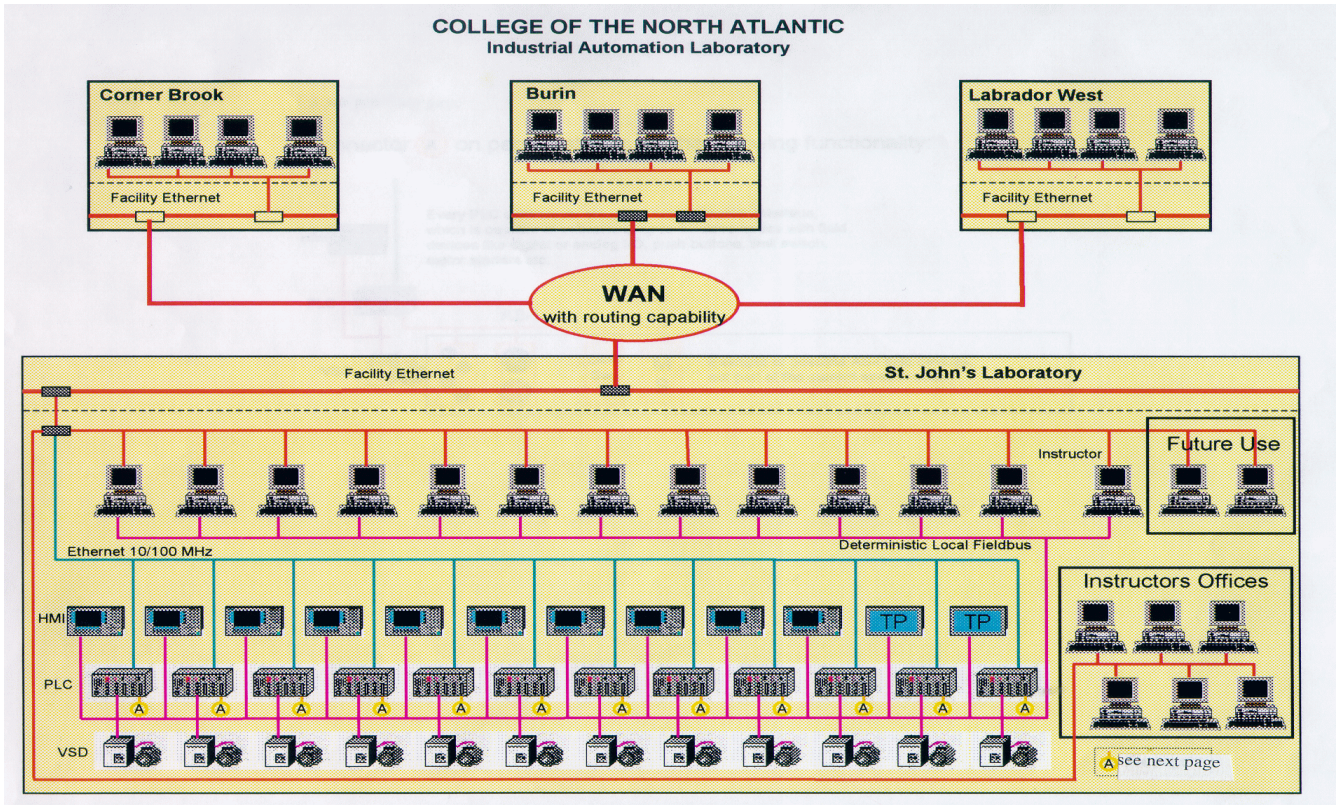 COLLEGE OF THE NORTH ATLANTIC
Industrial Automation Laboratory
Corner Brook
Facility Ethernet
Burin
Facility Ethernet
Labrador West
Facility Ethernet
WAN
with routing capability
Facility Ethernet
St. John's Laboratory
Instructor
Future Use
Ethernet 10/100 MHz
Deterministic Local Fieldbus
Instructors Offices
HMI
TP
TP
PLC
A
A
A
A
A
A
A
A
A
A
A
A
VSD
A see next page